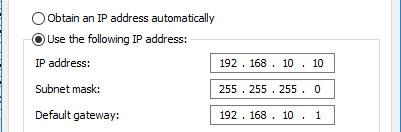 Obtain an IP address automatically
Use the following IP address:
IP address: 192 . 168 . 10 . 10
Subnet mask: 255 . 255 . 255 . 0
Default gateway: 192 . 168 . 10 . 1